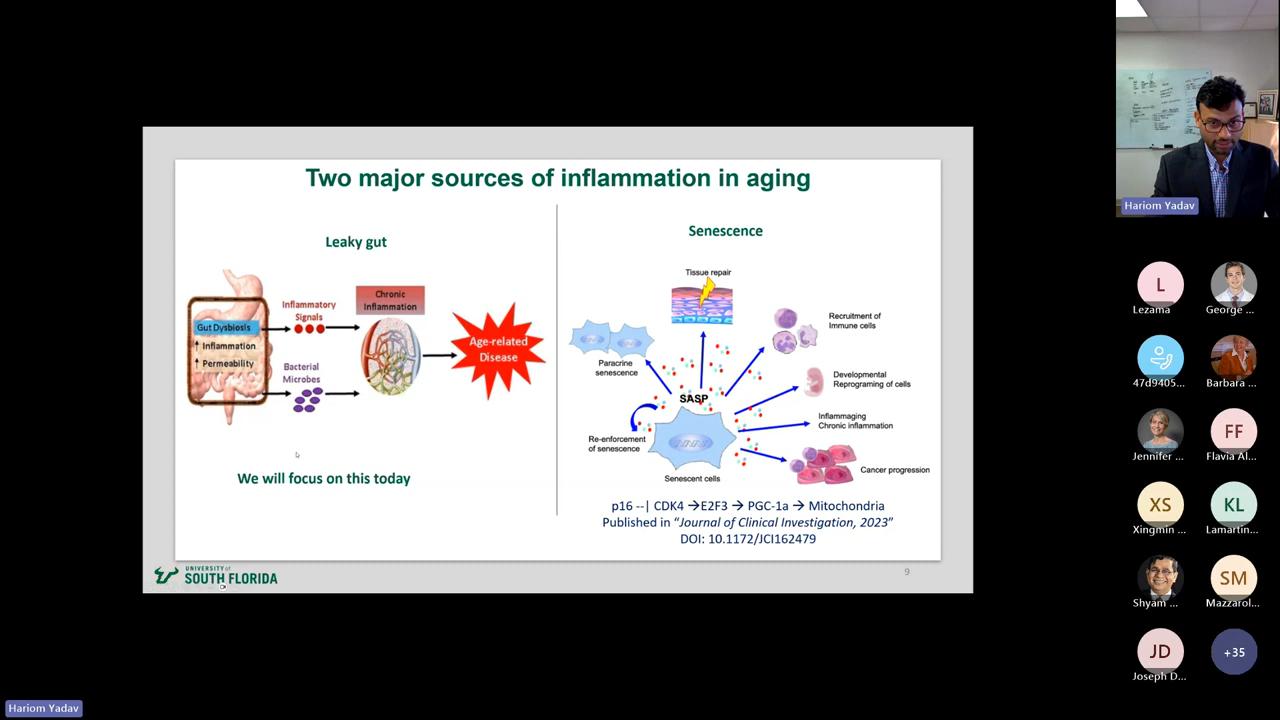 Two major sources of inflammation in aging
Leaky gut
Gut Dysbiosis
↑ Inflammation
↑ Permeability
Inflammatory
Signals
Bacterial
Microbes
Chronic
Inflammation
Age-related
Disease
We will focus on this today
Senescence
Tissue repair
Recruitment of
Immune cells
Paracrine
senescence
Developmental
Reprograming of cells
SASP
Inflammaging
Chronic inflammation
Re-enforcement
of senescence
Cancer progression
Senescent cells
p16 --| CDK4 →E2F3 → PGC-1a → Mitochondria
Published in “Journal of Clinical Investigation, 2023”
DOI: 10.1172/JCI162479
UNIVERSITY of
SOUTH FLORIDA
9
Hariom Yadav
L
Lezama
George ...
47d9405...
Barbara ...
Jennifer ...
FF
Flavia Al...
XS
Xingmin ...
KL
Lamartin...
Shyam ...
SM
Mazzarol...
JD
Joseph D...
+35
Hariom Yadav